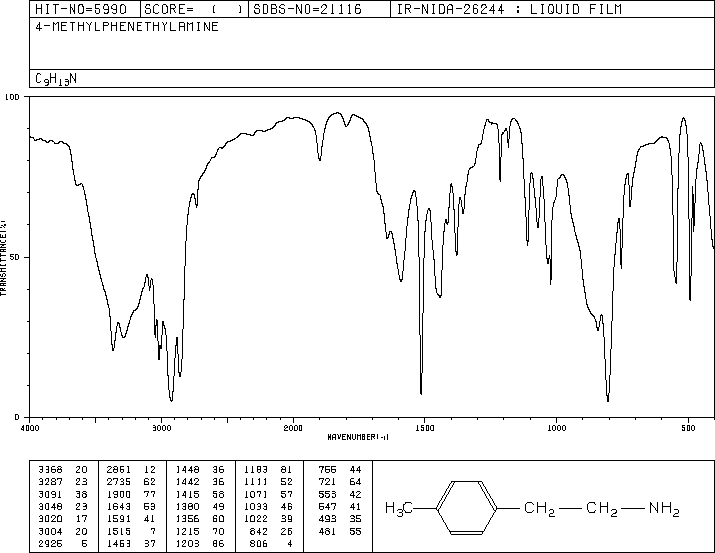 HIT-NO=5990 SCORE= ( ) SDBS-NO=21116 IR-NIDA-26244 : LIQUID FILM
4-METHYLPHENETHYLAMINE
C9H13N
100
50
0
TRANSMITTANCE(%)
4000 3000 2000 1500 1000 500
WAVENUMBER(-1)
3368 20 2861 12 1448 36 1183 81 755 44
3287 23 2735 62 1442 36 1111 52 721 64
3091 38 1900 77 1415 58 1071 57 553 42
3048 23 1643 53 1380 49 1033 46 547 41
3020 17 1591 41 1356 60 1022 39 493 35
3004 20 1515 7 1215 70 842 26 481 55
2925 5 1463 37 1203 86 806 4
H3C CH2 CH2 NH2